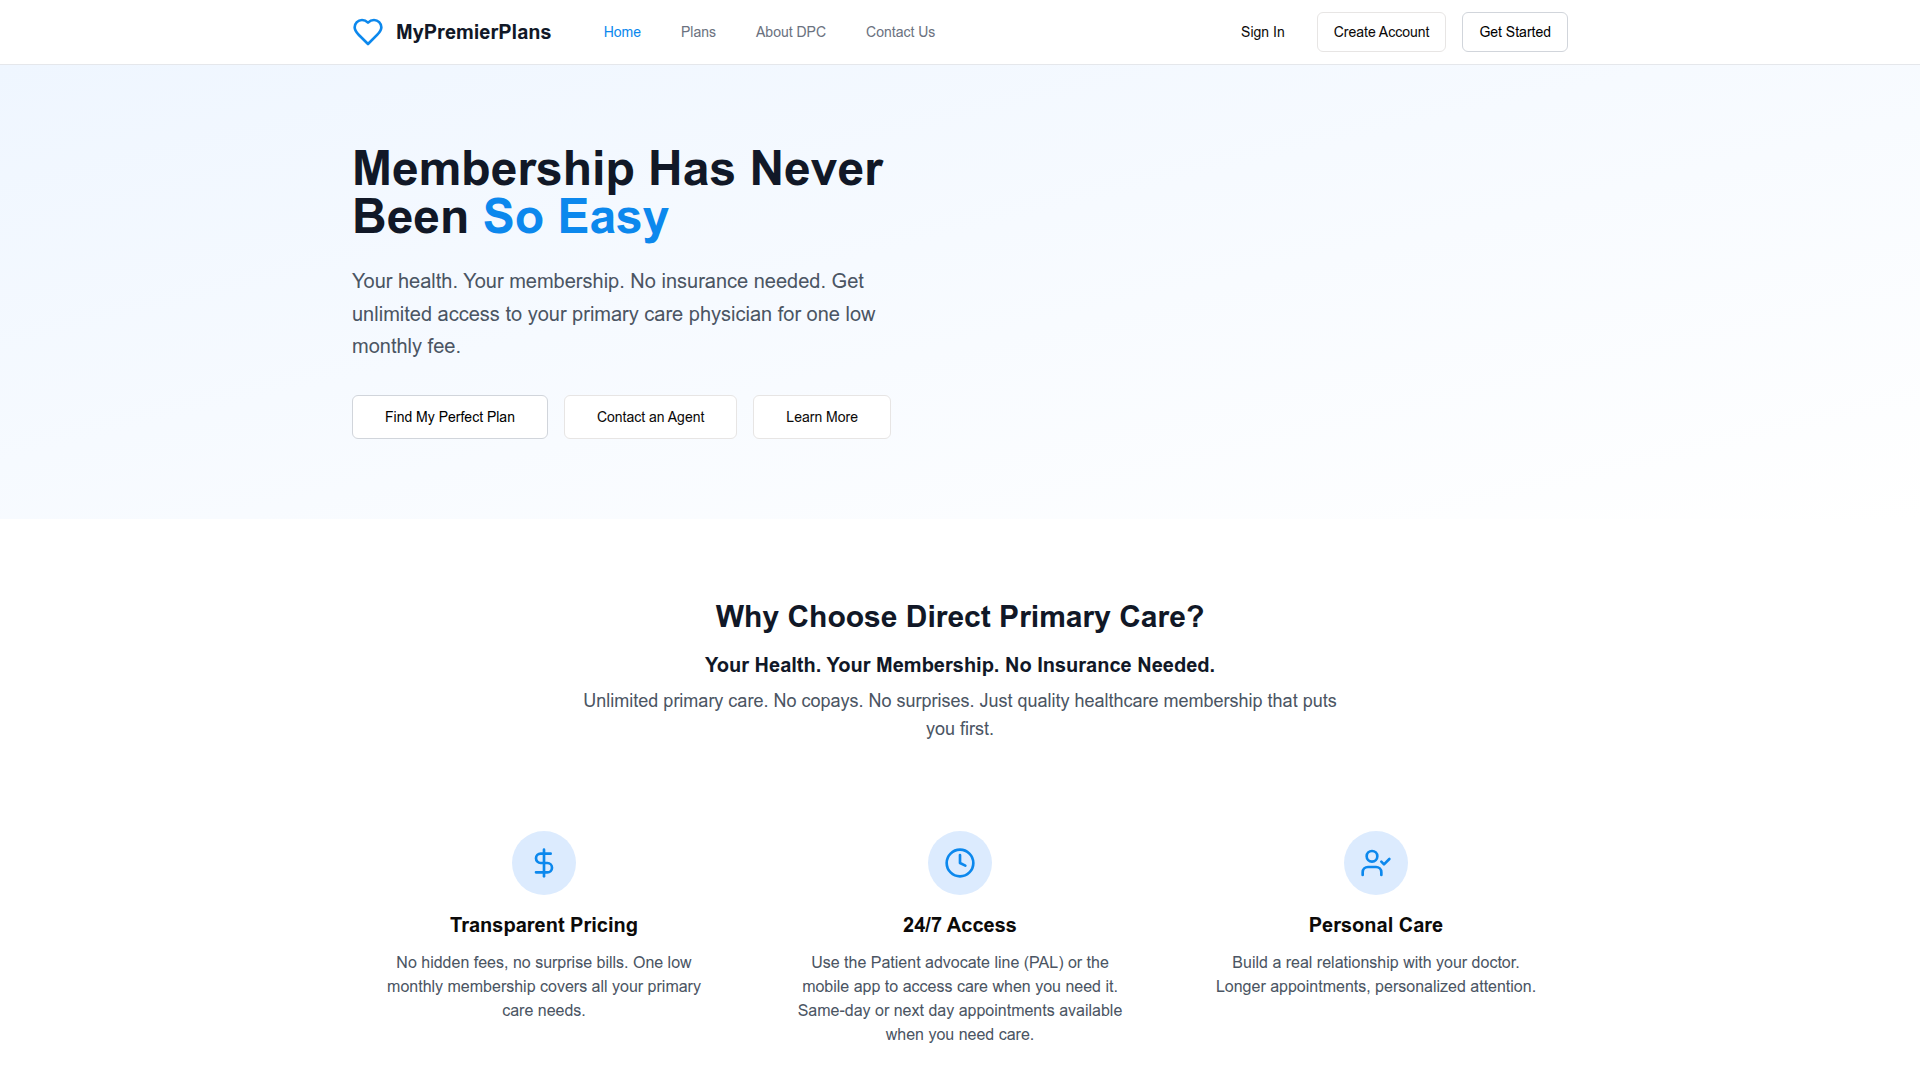 MyPremierPlans
Home
Plans
About DPC
Contact Us
Sign In
Create Account
Get Started
Membership Has Never
Been So Easy
Your health. Your membership. No insurance needed. Get
unlimited access to your primary care physician for one low
monthly fee.
Find My Perfect Plan
Contact an Agent
Learn More
Why Choose Direct Primary Care?
Your Health. Your Membership. No Insurance Needed.
Unlimited primary care. No copays. No surprises. Just quality healthcare membership that puts
you first.
Transparent Pricing
No hidden fees, no surprise bills. One low
monthly membership covers all your primary
care needs.
24/7 Access
Use the Patient advocate line (PAL) or the
mobile app to access care when you need it.
Same-day or next day appointments available
when you need care.
Personal Care
Build a real relationship with your doctor.
Longer appointments, personalized attention.